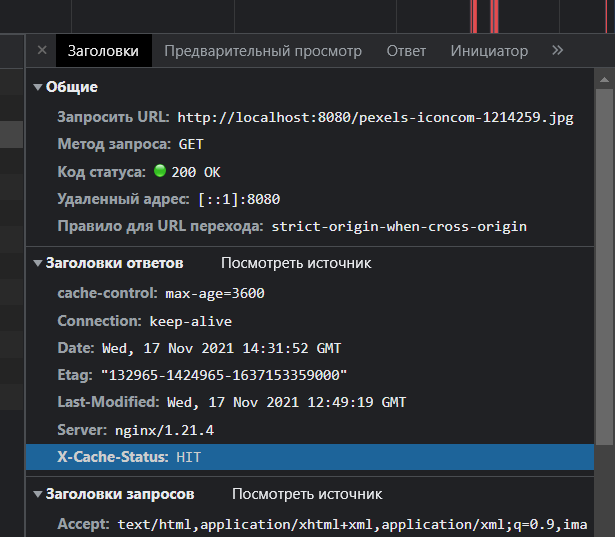 × Заголовки Предварительный просмотр Ответ Инициатор »
▼Общие
Запросить URL: http://localhost:8080/pexels-iconcom-1214259.jpg
Метод запроса: GET
Код статуса: 200 OK
Удаленный адрес: [::1]:8080
Правило для URL перехода: strict-origin-when-cross-origin
▼Заголовки ответов Посмотреть источник
cache-control: max-age=3600
Connection: keep-alive
Date: Wed, 17 Nov 2021 14:31:52 GMT
Etag: "132965-1424965-1637153359000"
Last-Modified: Wed, 17 Nov 2021 12:49:19 GMT
Server: nginx/1.21.4
X-Cache-Status: HIT
▼Заголовки запросов Посмотреть источник
Accept: text/html,application/xhtml+xml,application/xml;q=0.9,ima